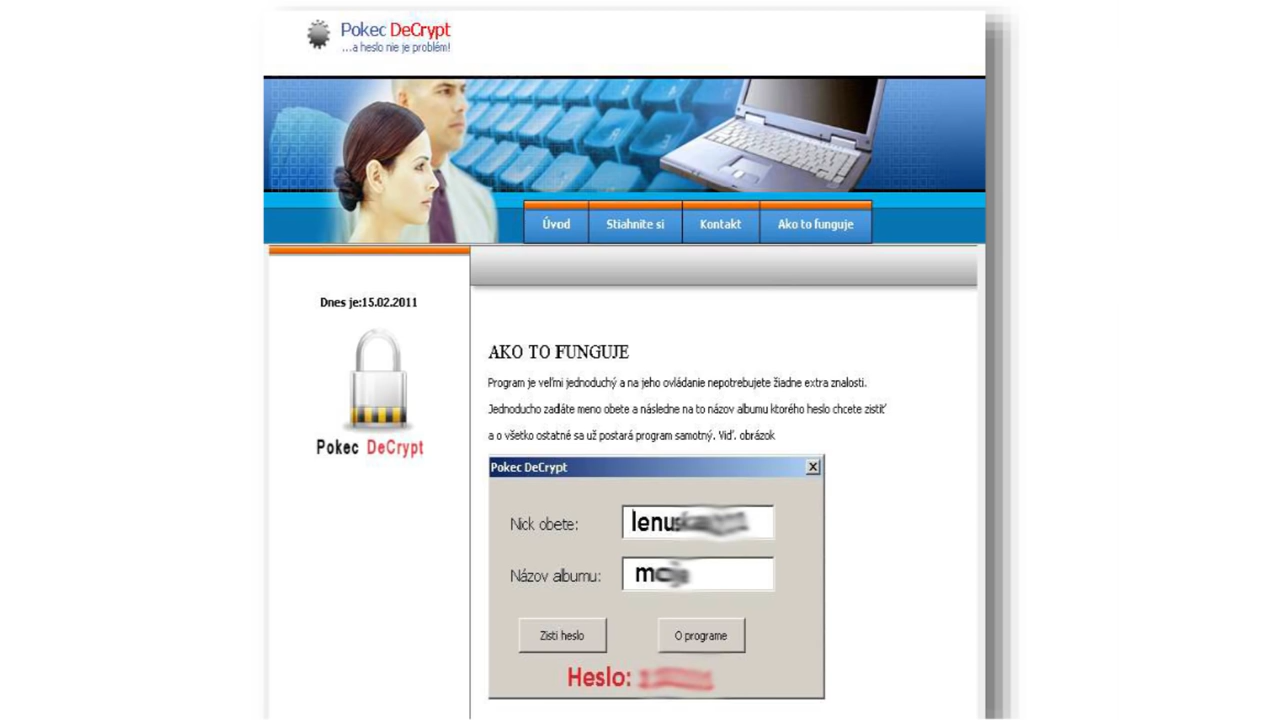 Pokec DeCrypt
...a heslo nie je problém!
Úvod
Stiahnite si
Kontakt
Ako to funguje
Dnes je:15.02.2011
Pokec DeCrypt
AKO TO FUNGUJE
Program je veľmi jednoduchý a na jeho ovládanie nepotrebujete žiadne extra znalosti.
Jednoducho zadáte meno obete a následne na to názov albumu ktorého heslo chcete zistiť
a o všetko ostatné sa už postará program samotný. Viď. obrázok
Pokec DeCrypt
Nick obete:
Názov albumu:
Zisti heslo
O programe
Heslo: